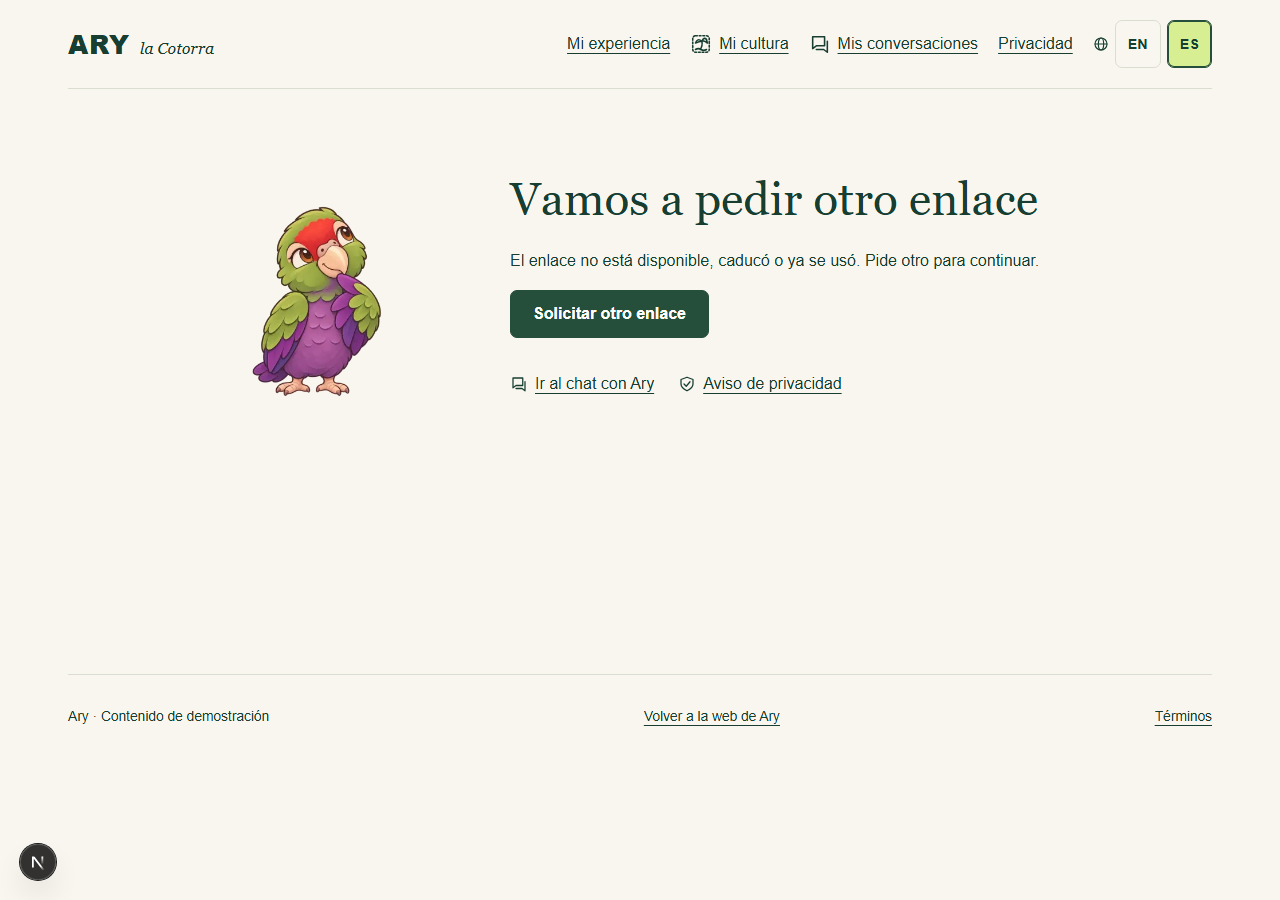 ARY la Cotorra
Mi experiencia Mi cultura Mis conversaciones Privacidad EN ES
Vamos a pedir otro enlace
El enlace no está disponible, caducó o ya se usó. Pide otro para continuar.
Solicitar otro enlace
Ir al chat con Ary Aviso de privacidad
Ary · Contenido de demostración Volver a la web de Ary Términos
N